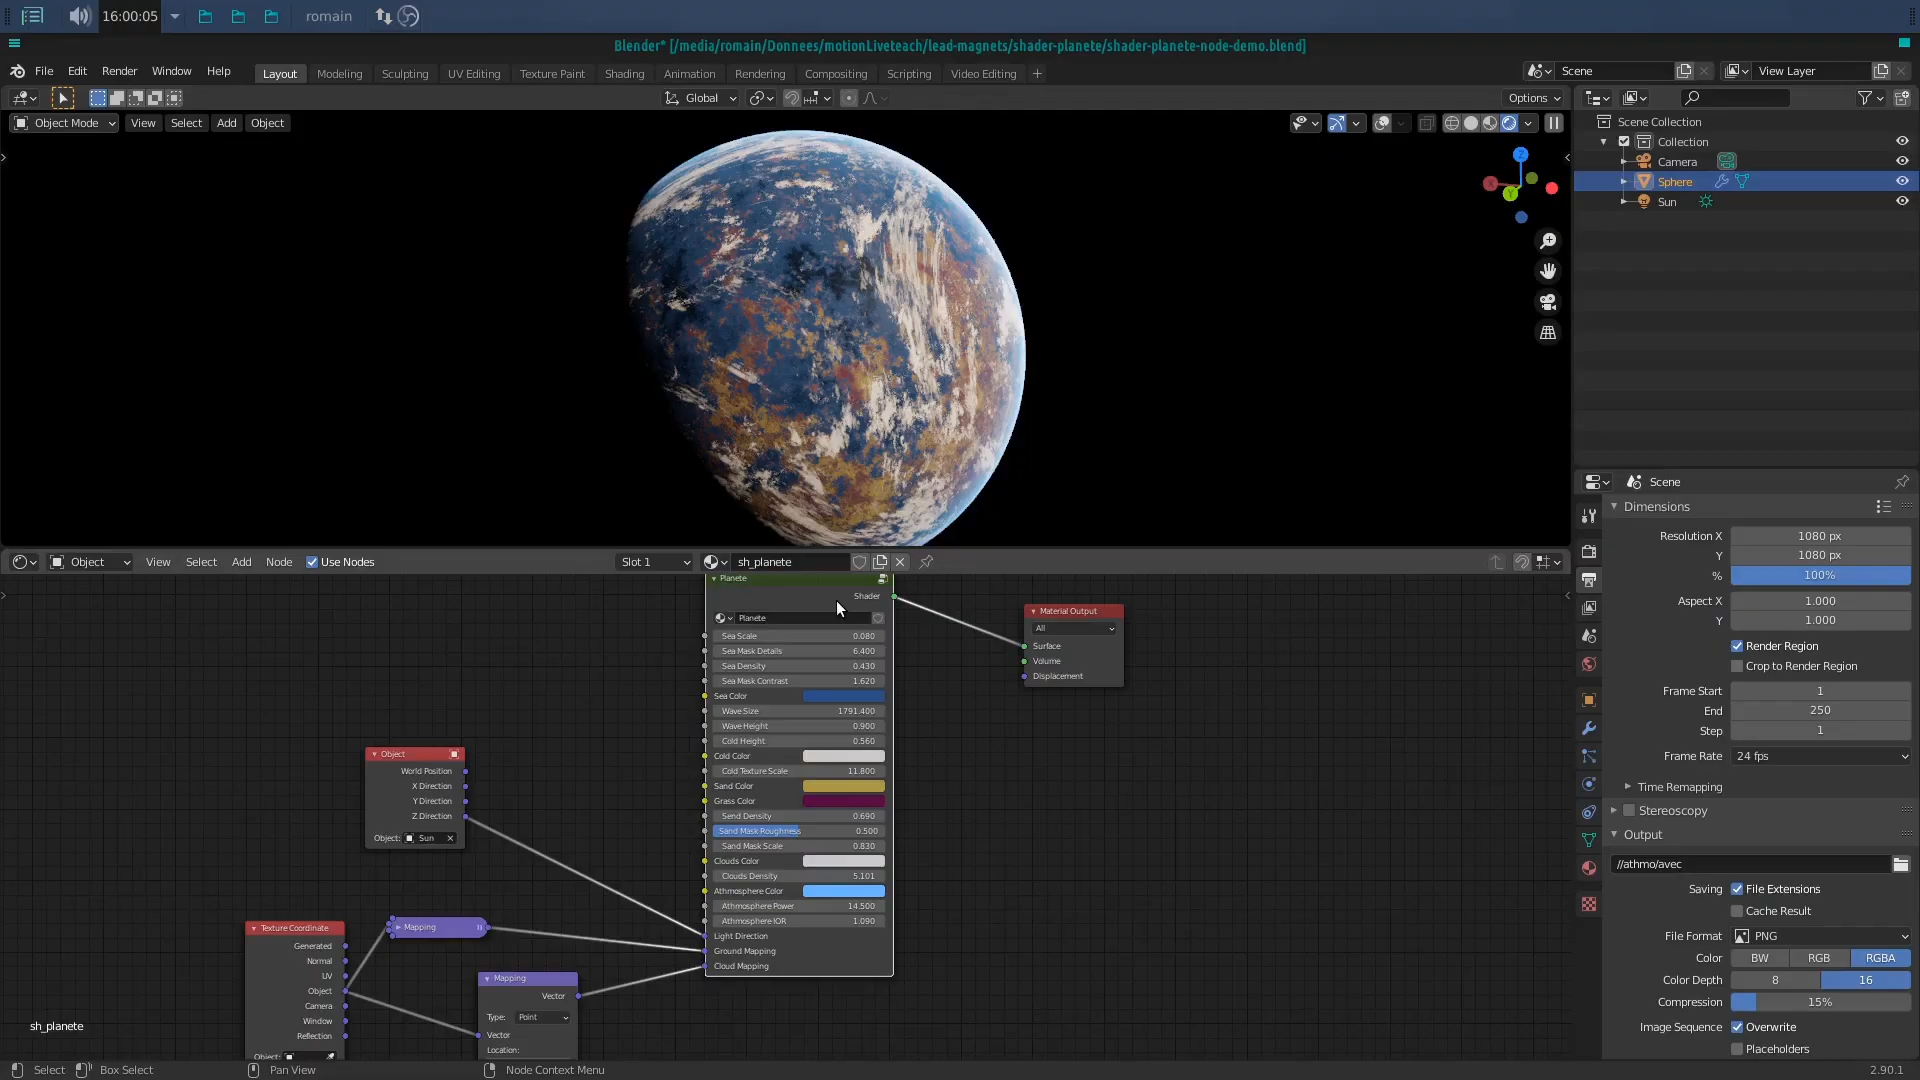 16:00:05
romain
Blender* [/media/romain/Donnees/motionLiveteach/lead-magnets/shader-planete/shader-planete-node-demo.blend]
File Edit Render Window Help
Layout Modeling Sculpting UV Editing Texture Paint Shading Animation Rendering Compositing Scripting Video Editing +
Scene
View Layer
Global
Options
Object Mode View Select Add Object
Z
X
Y
Scene Collection
Collection
Camera
Sphere
Sun
Scene
Dimensions
Resolution X 1080 px
Y 1080 px
% 100%
Aspect X 1.000
Y 1.000
Render Region
Crop to Render Region
Frame Start 1
End 250
Step 1
Frame Rate 24 fps
Time Remapping
Stereoscopy
Output
//athmo/avec
Saving File Extensions
Cache Result
File Format PNG
Color BW RGB RGBA
Color Depth 8 16
Compression 15%
Image Sequence Overwrite
Placeholders
Object View Select Add Node Use Nodes
Slot 1
sh_planete
Planete
Shader
Planete
Sea Scale 0.080
Sea Mask Details 6.400
Sea Density 0.430
Sea Mask Contrast 1.620
Sea Color
Wave Size 1791.400
Wave Height 0.900
Cold Height 0.560
Cold Color
Cold Texture Scale 11.800
Sand Color
Grass Color
Send Density 0.690
Sand Mask Roughness 0.500
Sand Mask Scale 0.830
Clouds Color
Clouds Density 5.101
Athmosphere Color
Athmosphere Power 14.500
Athmosphere IOR 1.090
Light Direction
Ground Mapping
Cloud Mapping
Material Output
All
Surface
Volume
Displacement
Object
World Position
X Direction
Y Direction
Z Direction
Object: Sun
Texture Coordinate
Generated
Normal
UV
Object
Camera
Window
Reflection
Object:
Mapping
Mapping
Vector
Type: Point
Vector
Location:
sh_planete
Select Box Select Pan View Node Context Menu
2.90.1